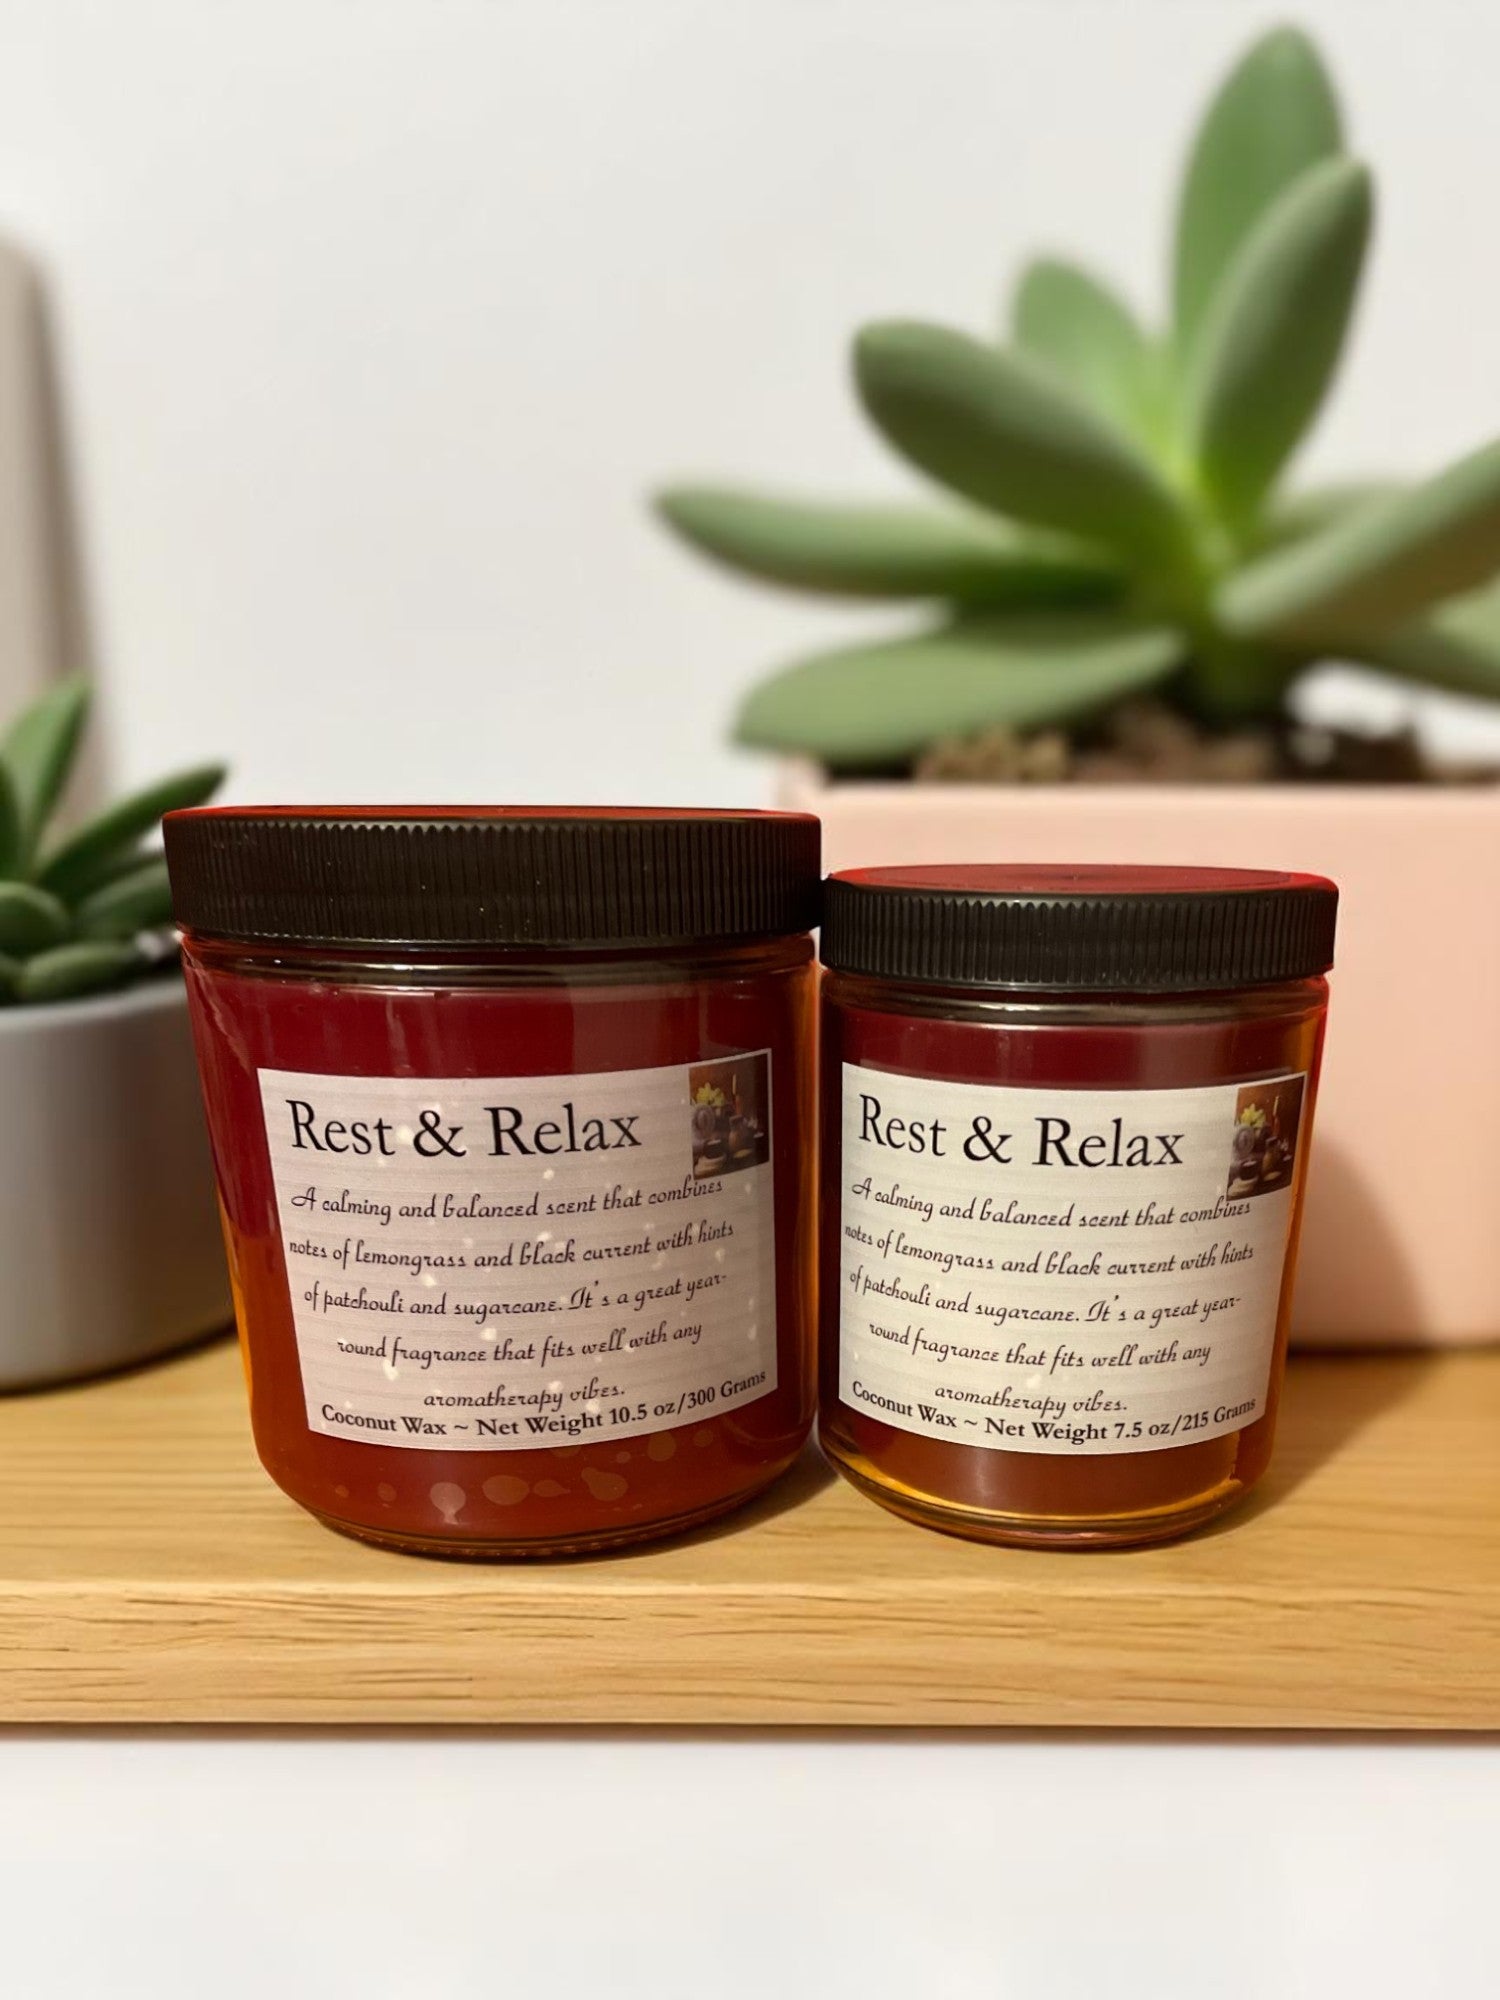 Rest & Relax
A calming and balanced scent that combines
notes of lemongrass and black current with hints
of patchouli and sugarcane. It's a great year-
round fragrance that fits well with any
aromatherapy vibes.
Coconut Wax ~ Net Weight 10.5 oz/300 Grams
Rest & Relax
A calming and balanced scent that combines
notes of lemongrass and black current with hints
of patchouli and sugarcane. It's a great year-
round fragrance that fits well with any
aromatherapy vibes.
Coconut Wax ~ Net Weight 7.5 oz/215 Grams